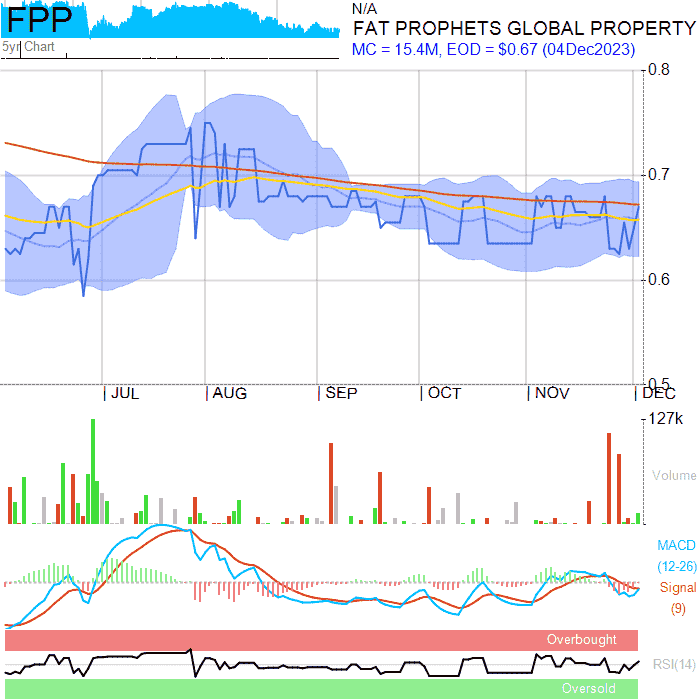 FPP
5yr Chart
N/A
FAT PROPHETS GLOBAL PROPERTY
MC = 15.4M, EOD = $0.67 (04Dec2023)
0.8
0.7
0.6
0.5
JUL AUG SEP OCT NOV DEC
127k
Volume
MACD
(12-26)
Signal
(9)
Overbought
RSI(14)
Oversold